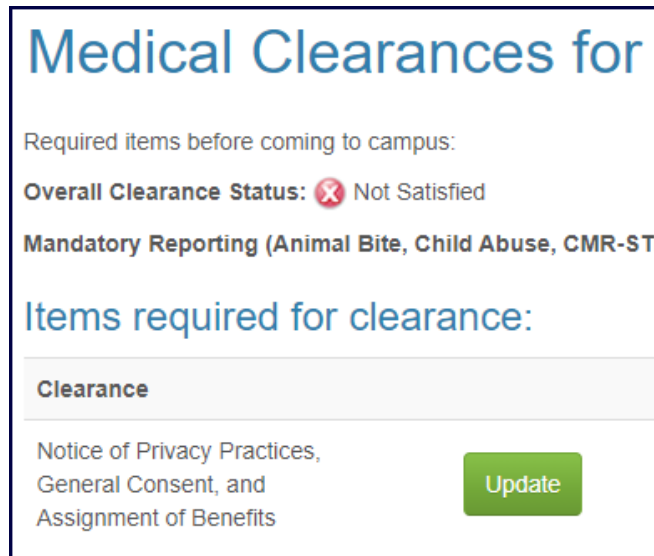 Medical Clearances for
Required items before coming to campus:
Overall Clearance Status: Not Satisfied
Mandatory Reporting (Animal Bite, Child Abuse, CMR-ST
Items required for clearance:
Clearance
Notice of Privacy Practices,
General Consent, and
Update
Assignment of Benefits